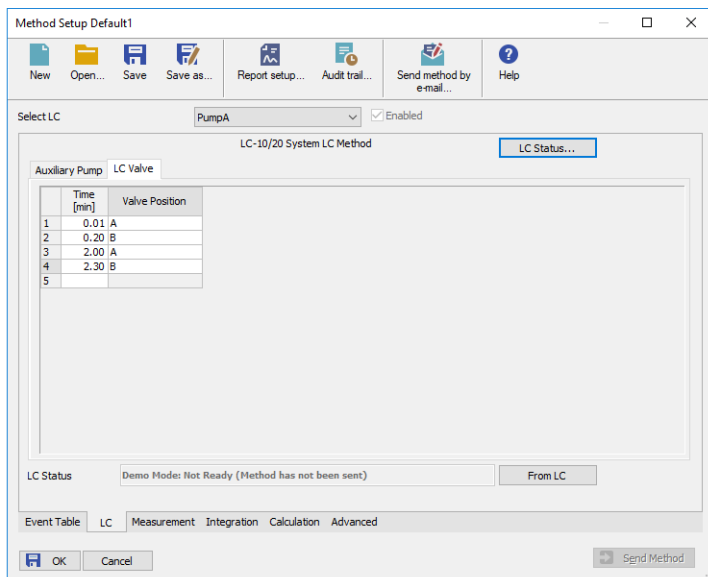 Method Setup Default1
New Open... Save Save as... Report setup... Audit trail... Send method by e-mail... Help
Select LC PumpA Enabled
LC-10/20 System LC Method LC Status...
Auxiliary Pump LC Valve
Time [min] Valve Position
1 0.01 A
2 0.20 B
3 2.00 A
4 2.30 B
5
LC Status Demo Mode: Not Ready (Method has not been sent) From LC
Event Table LC Measurement Integration Calculation Advanced
OK Cancel Send Method